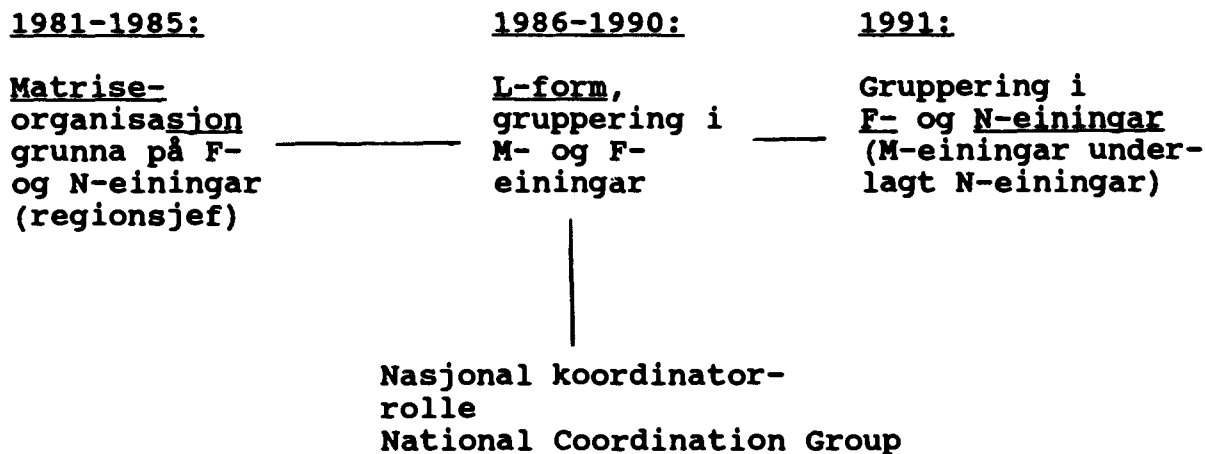 1981-1985:
Matrise-
organisasjon
grunna på F-
og N-einingar
(regionsjef)
1986-1990:
L-form,
gruppering i
M- og F-
einingar
1991:
Gruppering i
F- og N-einingar
(M-einingar under-
lagt N-einingar)
Nasjonal koordinator-
rolle
National Coordination Group